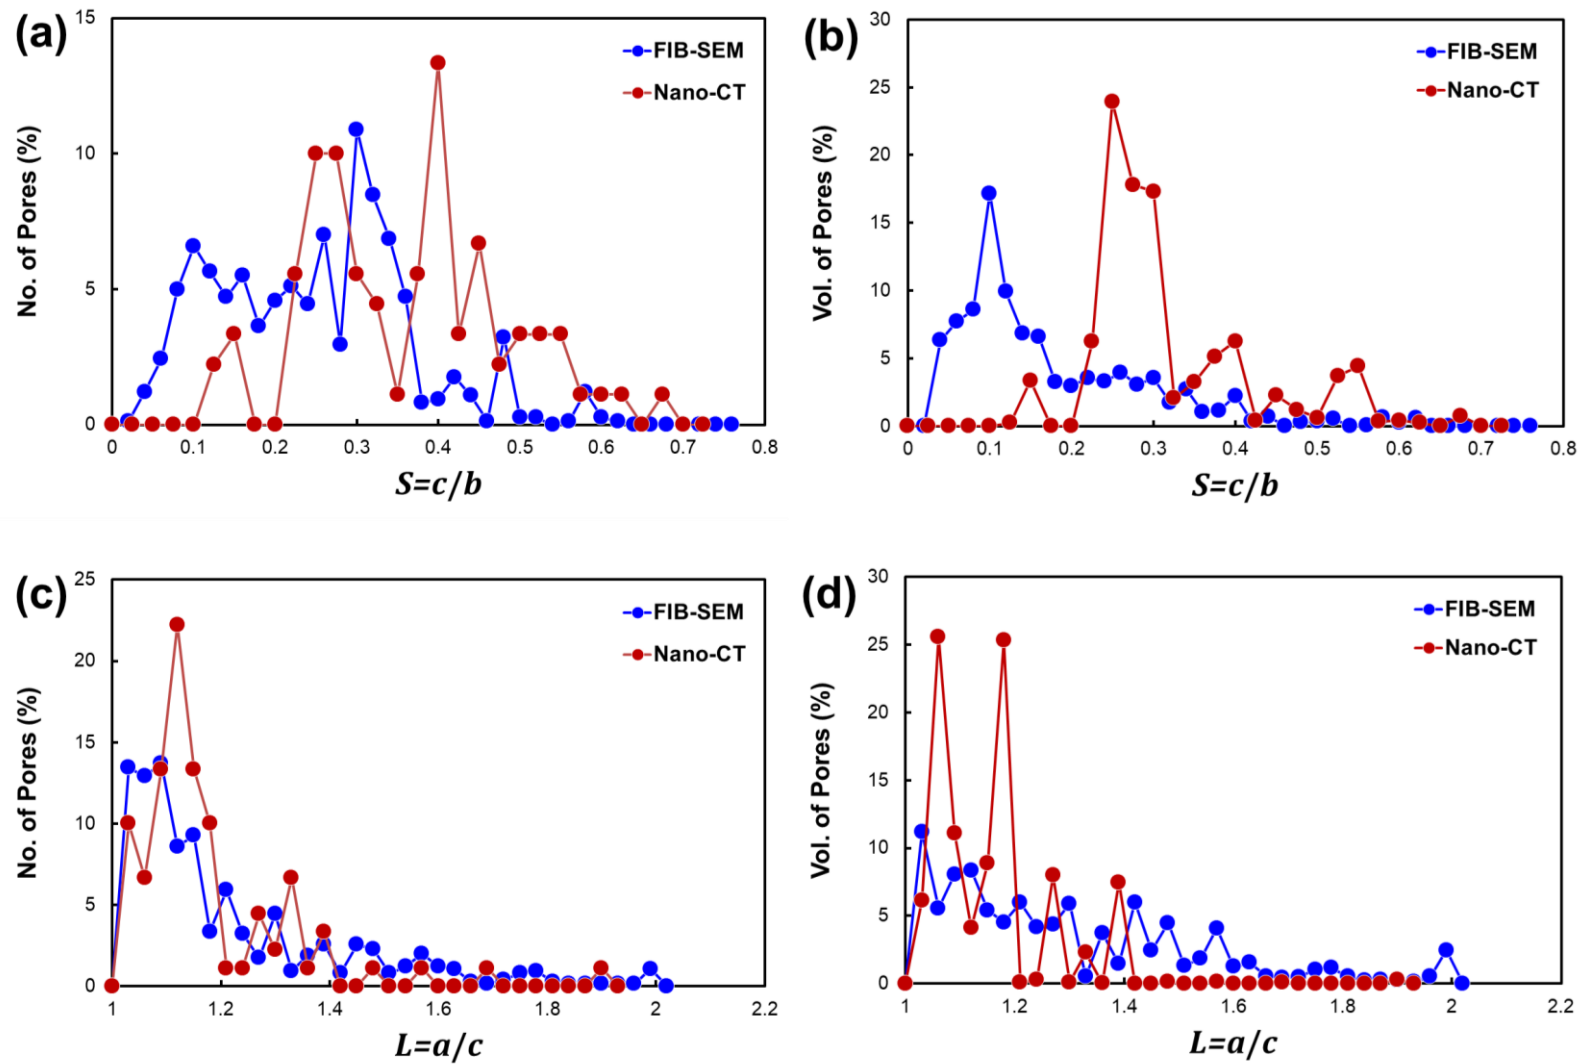 (a)
15
10
5
0
No. of Pores (%)
FIB-SEM
Nano-CT
0 0.1 0.2 0.3 0.4 0.5 0.6 0.7 0.8
S=c/b
(b)
30
25
20
15
10
5
0
Vol. of Pores (%)
FIB-SEM
Nano-CT
0 0.1 0.2 0.3 0.4 0.5 0.6 0.7 0.8
S=c/b
(c)
25
20
15
10
5
0
No. of Pores (%)
FIB-SEM
Nano-CT
1 1.2 1.4 1.6 1.8 2 2.2
L=a/c
(d)
30
25
20
15
10
5
0
Vol. of Pores (%)
FIB-SEM
Nano-CT
1 1.2 1.4 1.6 1.8 2 2.2
L=a/c